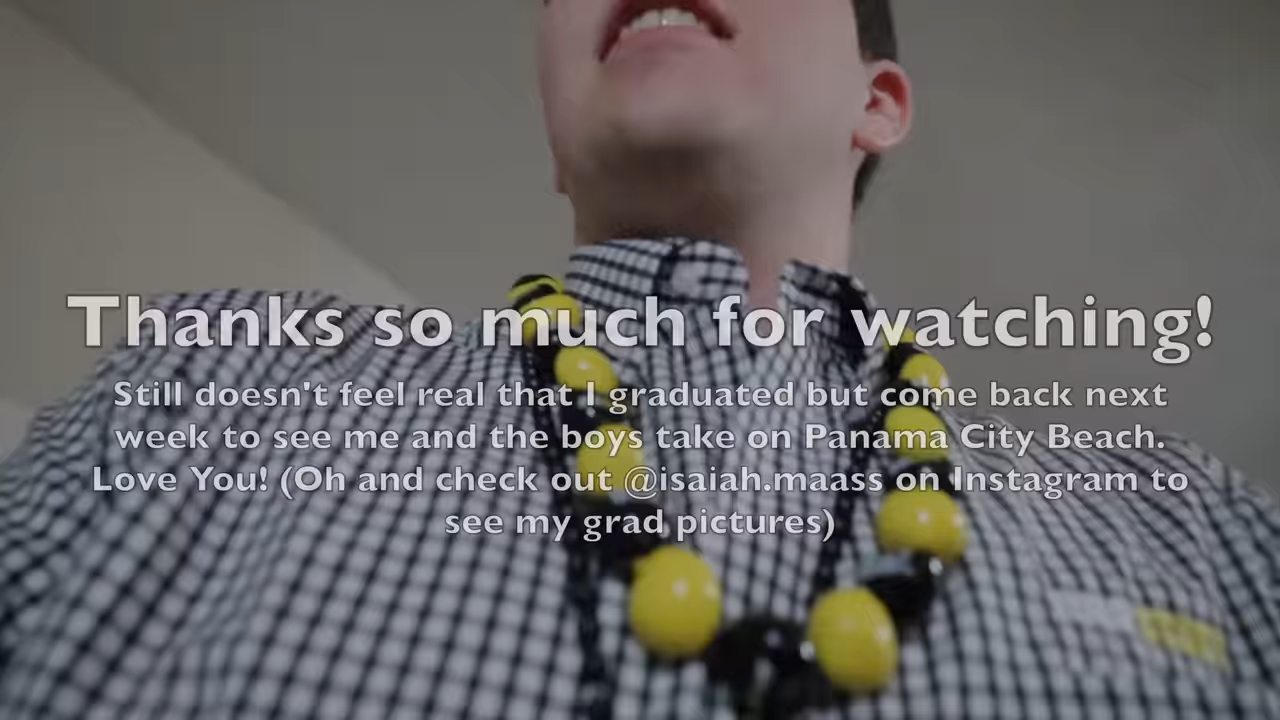 Thanks so much for watching!
Still doesn't feel real that I graduated but come back next
week to see me and the boys take on Panama City Beach.
Love You! (Oh and check out @isaiah.maass on Instagram to
see my grad pictures)